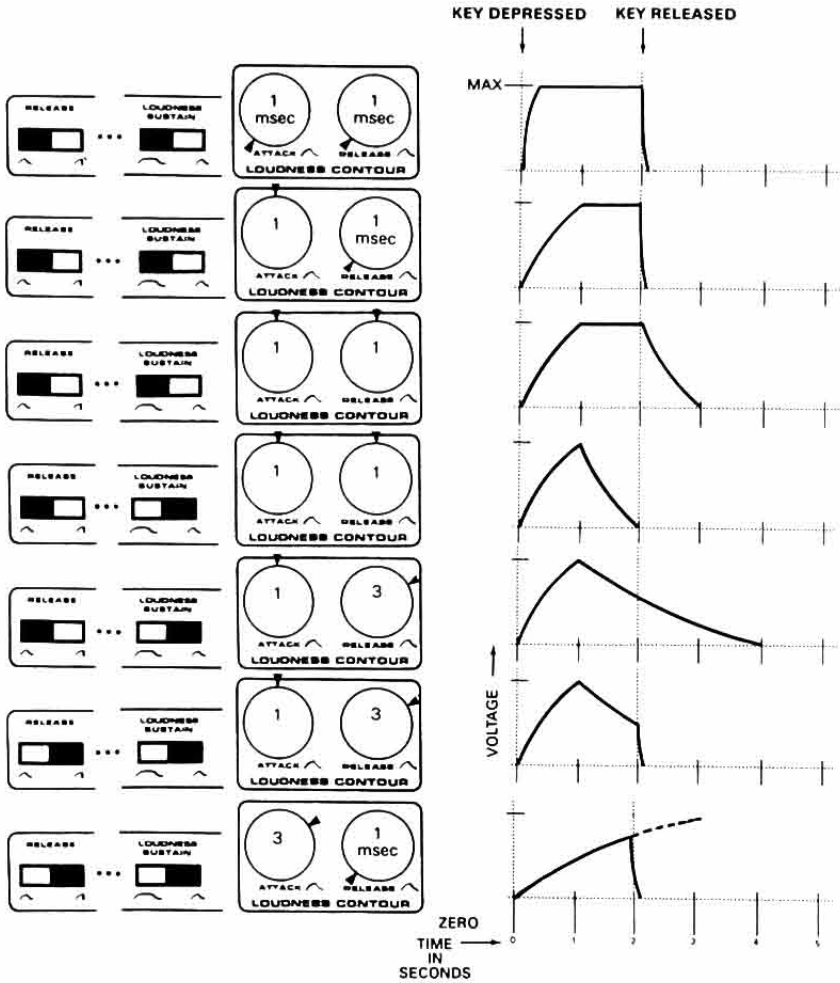 KEY DEPRESSED KEY RELEASED
MAX
RELEASE ... LOUDNESS SUSTAIN
1 msec 1 msec
ATTACK RELEASE
LOUDNESS CONTOUR
RELEASE ... LOUDNESS SUSTAIN
1 1 msec
ATTACK RELEASE
LOUDNESS CONTOUR
RELEASE ... LOUDNESS SUSTAIN
1 1
ATTACK RELEASE
LOUDNESS CONTOUR
RELEASE ... LOUDNESS SUSTAIN
1 1
ATTACK RELEASE
LOUDNESS CONTOUR
RELEASE ... LOUDNESS SUSTAIN
1 3
ATTACK RELEASE
LOUDNESS CONTOUR
VOLTAGE
RELEASE ... LOUDNESS SUSTAIN
1 3
ATTACK RELEASE
LOUDNESS CONTOUR
RELEASE ... LOUDNESS SUSTAIN
3 1 msec
ATTACK RELEASE
LOUDNESS CONTOUR
ZERO
TIME
IN
SECONDS
0 1 2 3 4 5